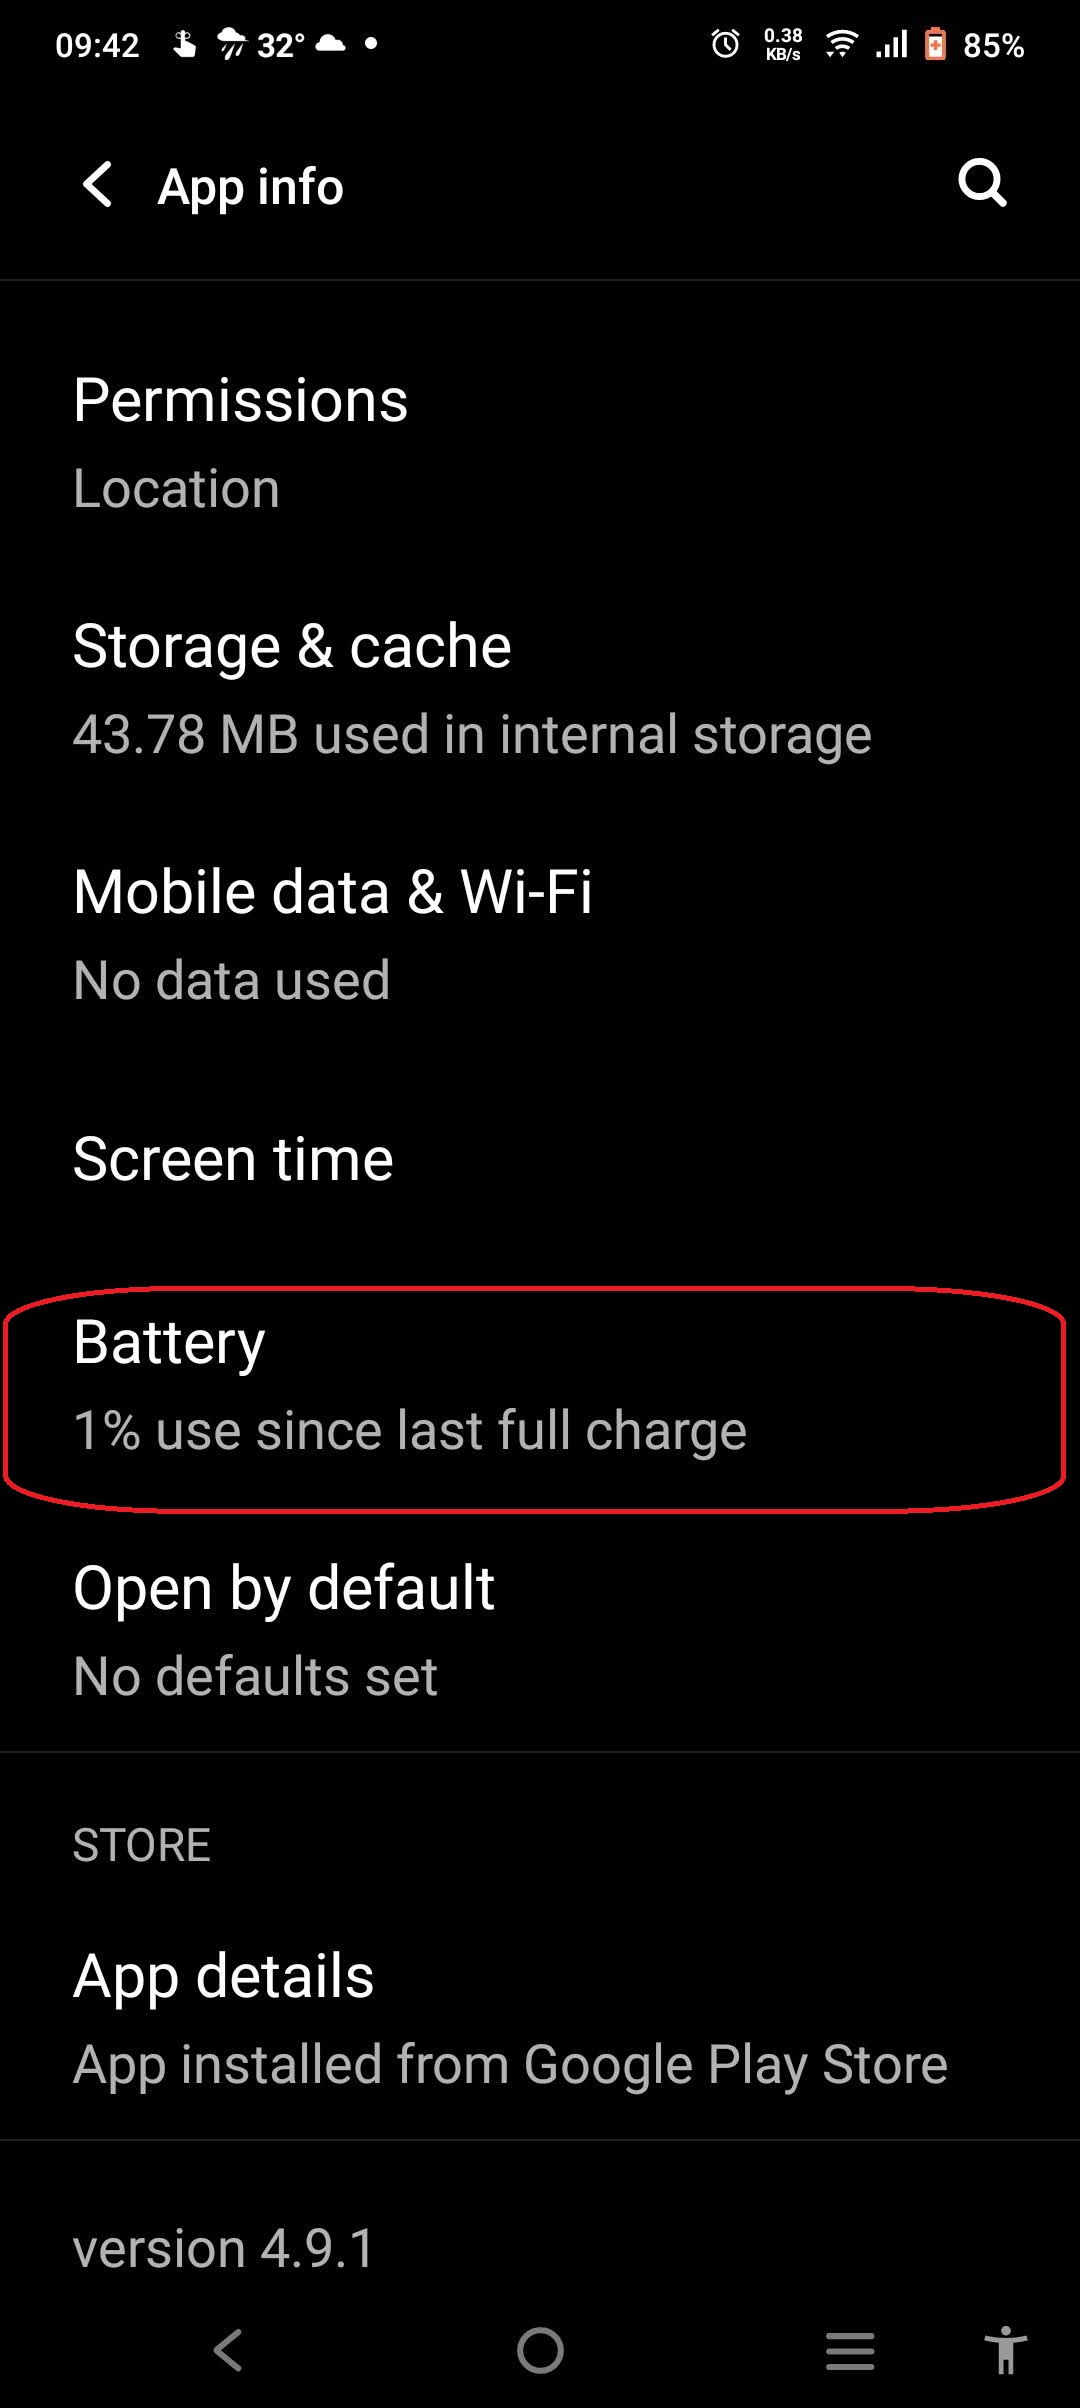 09:42 32° 0.38 KB/s 85%
App info
Permissions
Location
Storage & cache
43.78 MB used in internal storage
Mobile data & Wi-Fi
No data used
Screen time
Battery
1% use since last full charge
Open by default
No defaults set
STORE
App details
App installed from Google Play Store
version 4.9.1